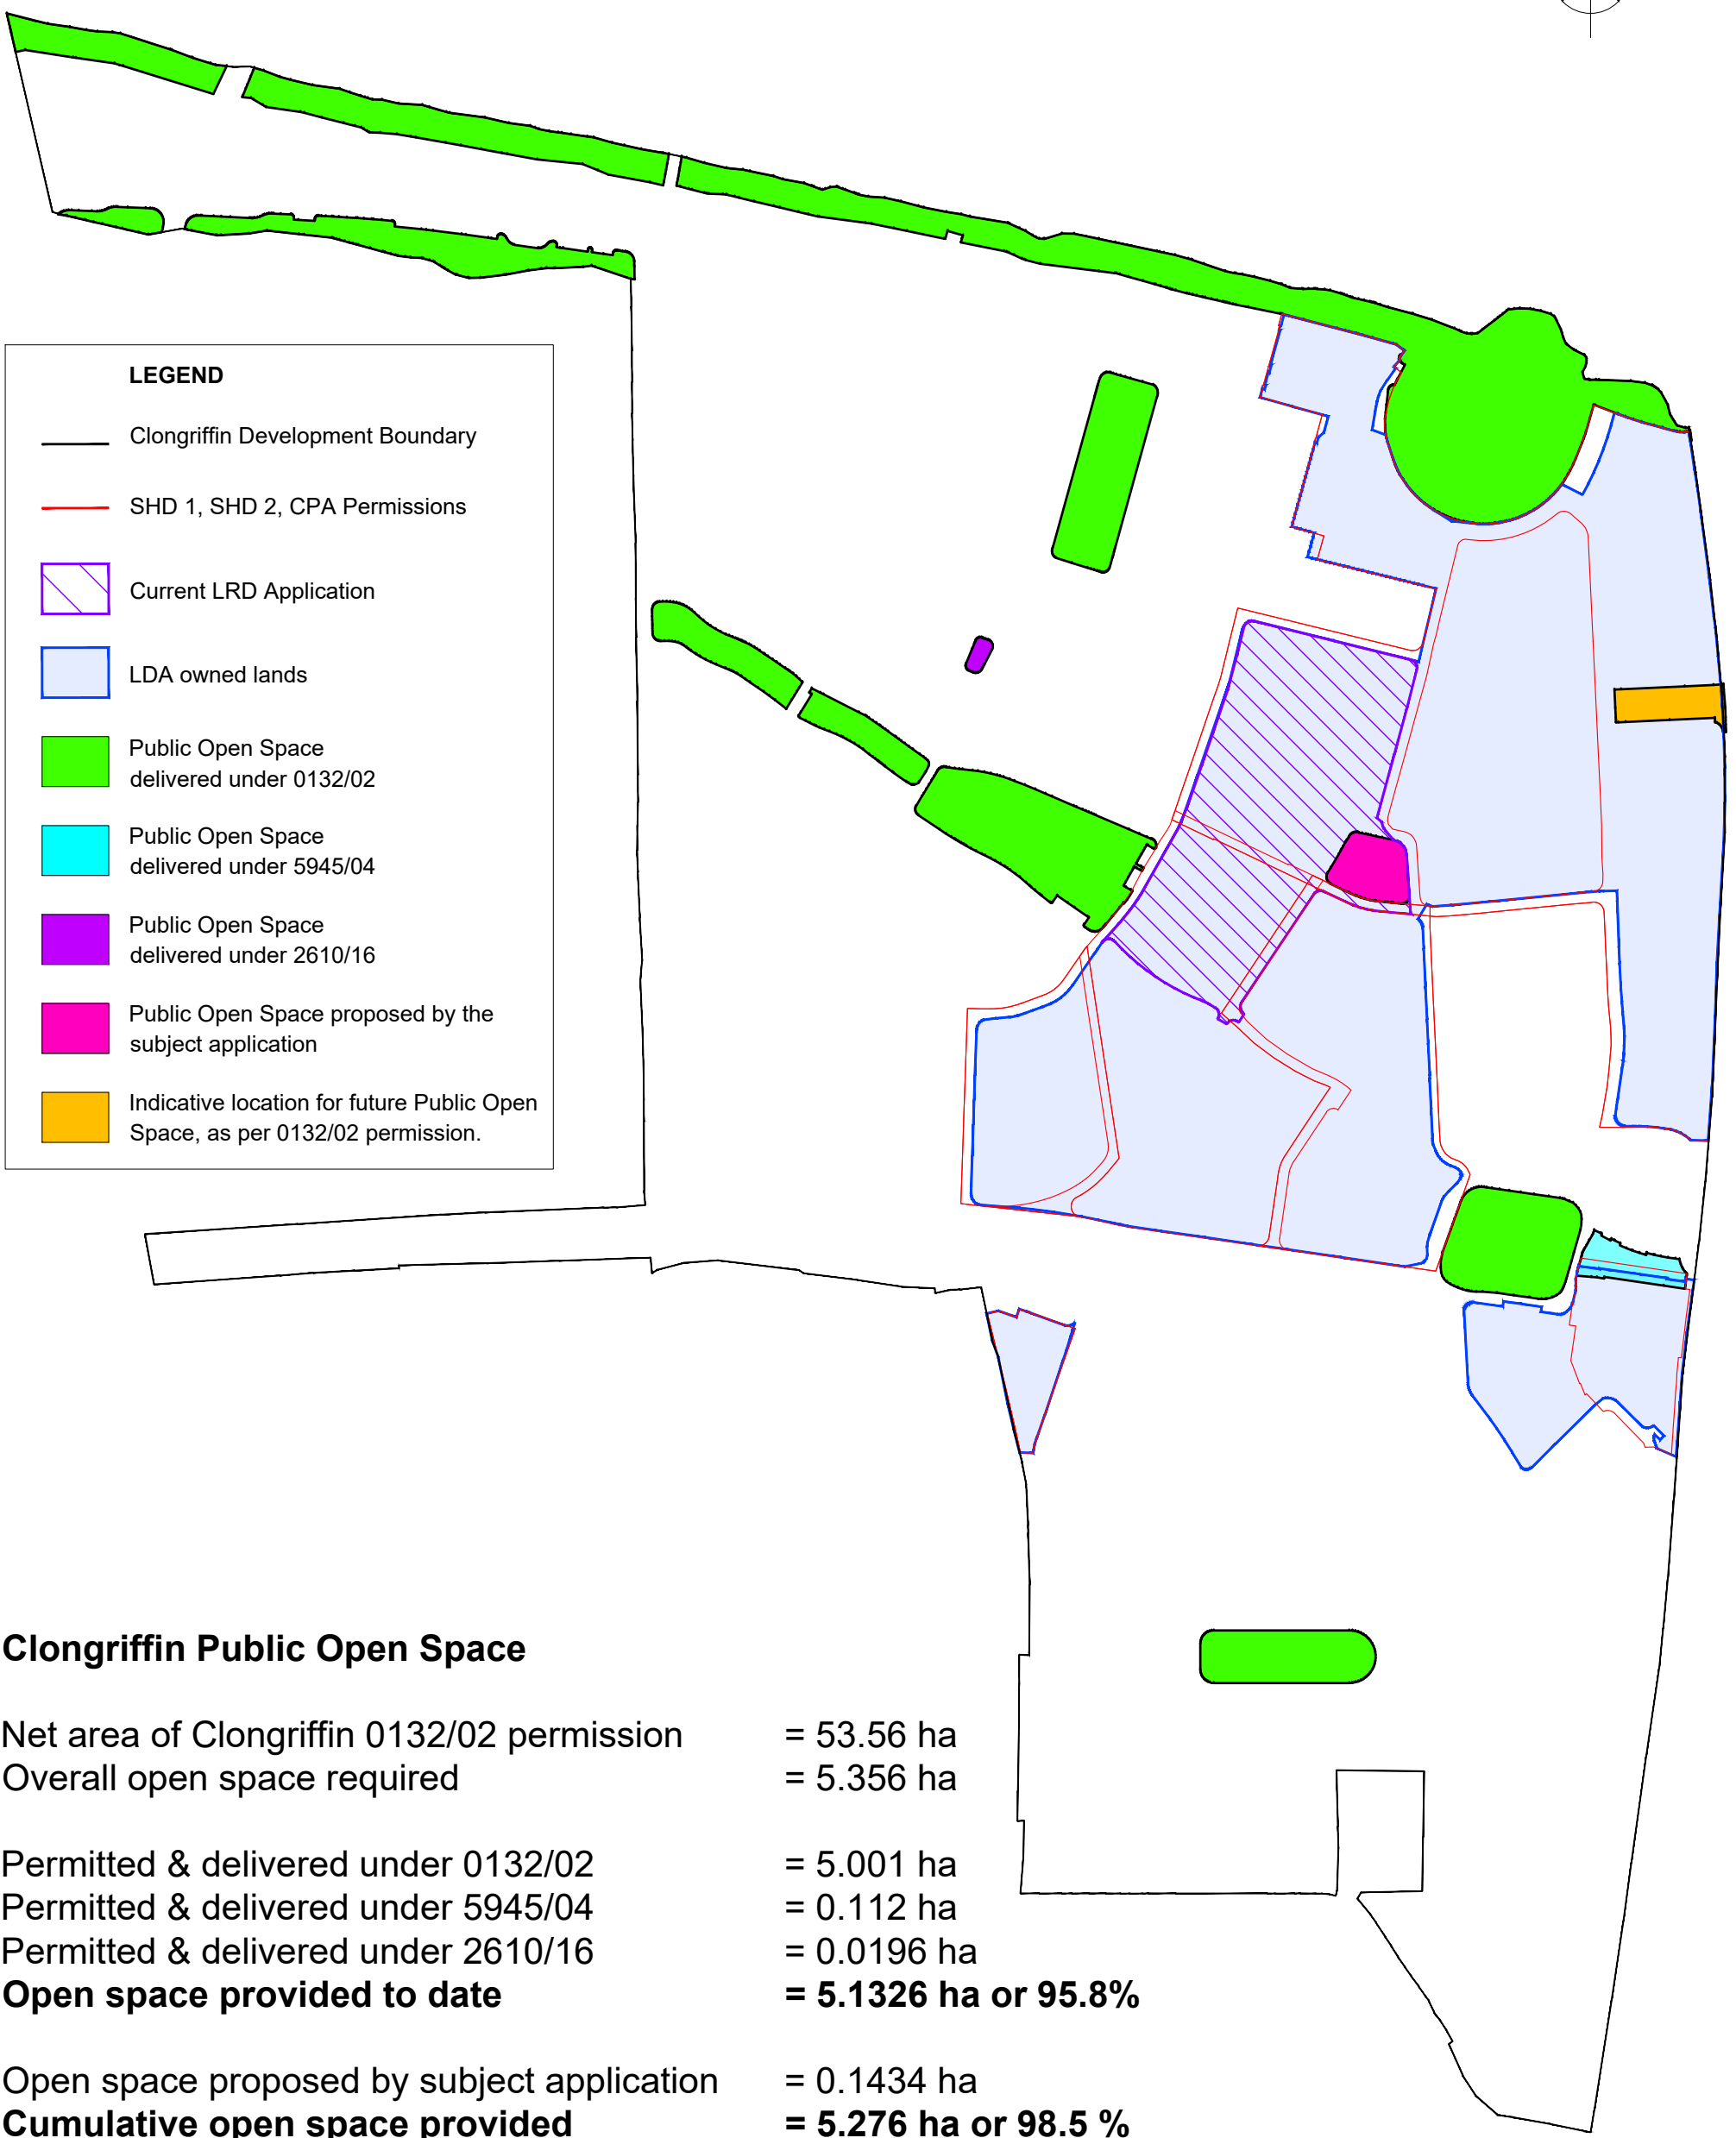 LEGEND
Clongriffin Development Boundary
SHD 1, SHD 2, CPA Permissions
Current LRD Application
LDA owned lands
Public Open Space
delivered under 0132/02
Public Open Space
delivered under 5945/04
Public Open Space
delivered under 2610/16
Public Open Space proposed by the
subject application
Indicative location for future Public Open
Space, as per 0132/02 permission.
Clongriffin Public Open Space
Net area of Clongriffin 0132/02 permission = 53.56 ha
Overall open space required = 5.356 ha
Permitted & delivered under 0132/02 = 5.001 ha
Permitted & delivered under 5945/04 = 0.112 ha
Permitted & delivered under 2610/16 = 0.0196 ha
Open space provided to date = 5.1326 ha or 95.8%
Open space proposed by subject application = 0.1434 ha
Cumulative open space provided = 5.276 ha or 98.5 %